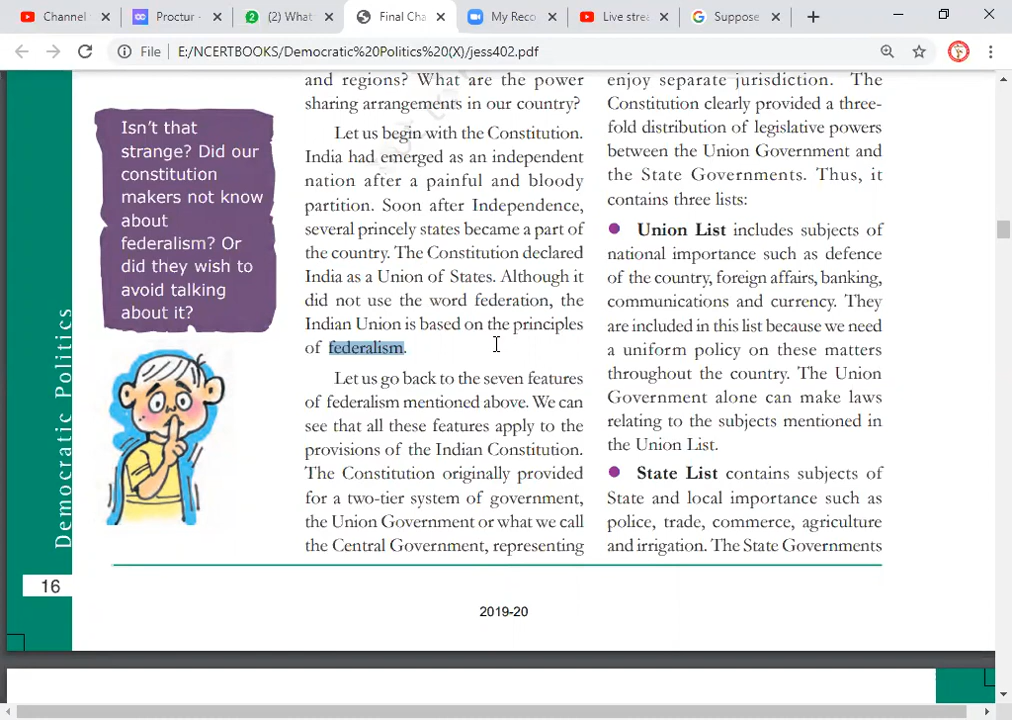 Channel
Proctur -
(2) What
Final Cha
My Reco
Live stre
Suppose
File
E:/NCERTBOOKS/Democratic%20Politics%20(X)/jess402.pdf
Isn't that
strange? Did our
constitution
makers not know
about
federalism? Or
did they wish to
avoid talking
about it?
Democratic Politics
16
and regions? What are the power
sharing arrangements in our country?
Let us begin with the Constitution.
India had emerged as an independent
nation after a painful and bloody
partition. Soon after Independence,
several princely states became a part of
the country. The Constitution declared
India as a Union of States. Although it
did not use the word federation, the
Indian Union is based on the principles
of federalism.
Let us go back to the seven features
of federalism mentioned above. We can
see that all these features apply to the
provisions of the Indian Constitution.
The Constitution originally provided
for a two-tier system of government,
the Union Government or what we call
the Central Government, representing
enjoy separate jurisdiction. The
Constitution clearly provided a three-
fold distribution of legislative powers
between the Union Government and
the State Governments. Thus, it
contains three lists:
● Union List includes subjects of
national importance such as defence
of the country, foreign affairs, banking,
communications and currency. They
are included in this list because we need
a uniform policy on these matters
throughout the country. The Union
Government alone can make laws
relating to the subjects mentioned in
the Union List.
● State List contains subjects of
State and local importance such as
police, trade, commerce, agriculture
and irrigation. The State Governments
2019-20